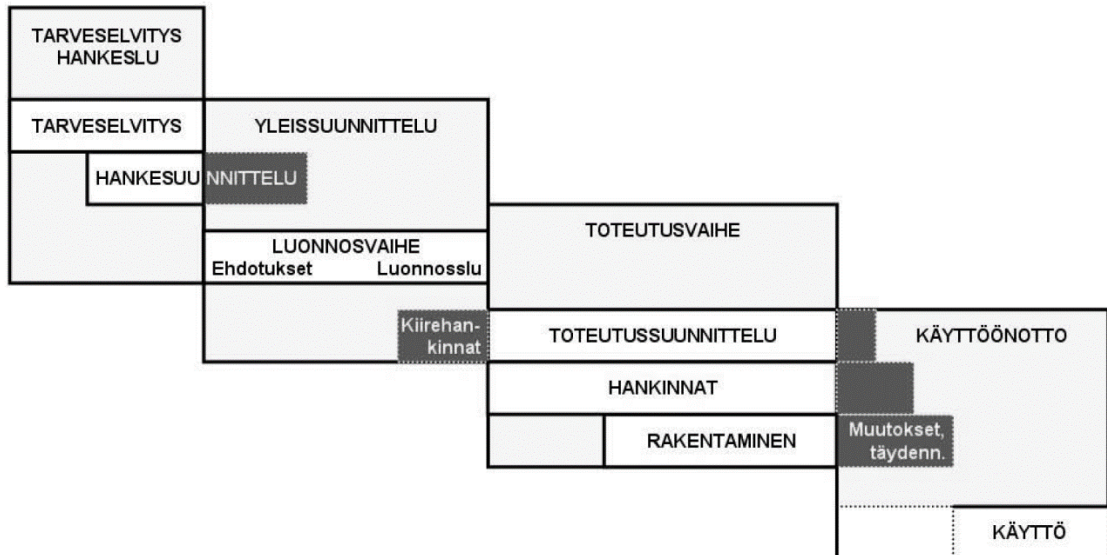 TARVESELVITYS
HANKESLU
TARVESELVITYS
YLEISSUUNNITTELU
HANKESUUNNITTELU
TOTEUTUSVAIHE
LUONNOSVAIHE
Ehdotukset Luonnosslu
Kiirehan-
kinnat
TOTEUTUSSUUNNITTELU
KÄYTTÖÖNOTTO
HANKINNAT
RAKENTAMINEN
Muutokset,
täydenn.
KÄYTTÖ